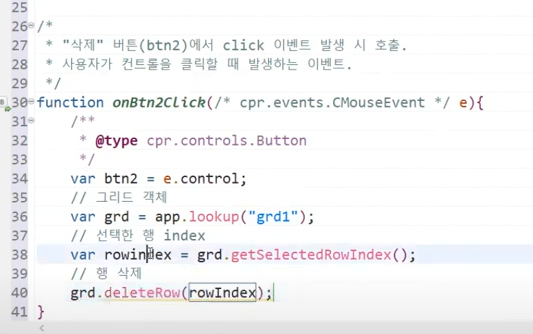 25
26 /*
27  * "삭제" 버튼(btn2)에서 click 이벤트 발생 시 호출.
28  * 사용자가 컨트롤을 클릭할 때 발생하는 이벤트.
29  */
30 function onBtn2Click(/* cpr.events.CMouseEvent */ e){
31     /**
32      * @type cpr.controls.Button
33      */
34     var btn2 = e.control;
35     // 그리드 객체
36     var grd = app.lookup("grd1");
37     // 선택한 행 index
38     var rowindex = grd.getSelectedRowIndex();
39     // 행 삭제
40     grd.deleteRow(rowIndex);
41 }